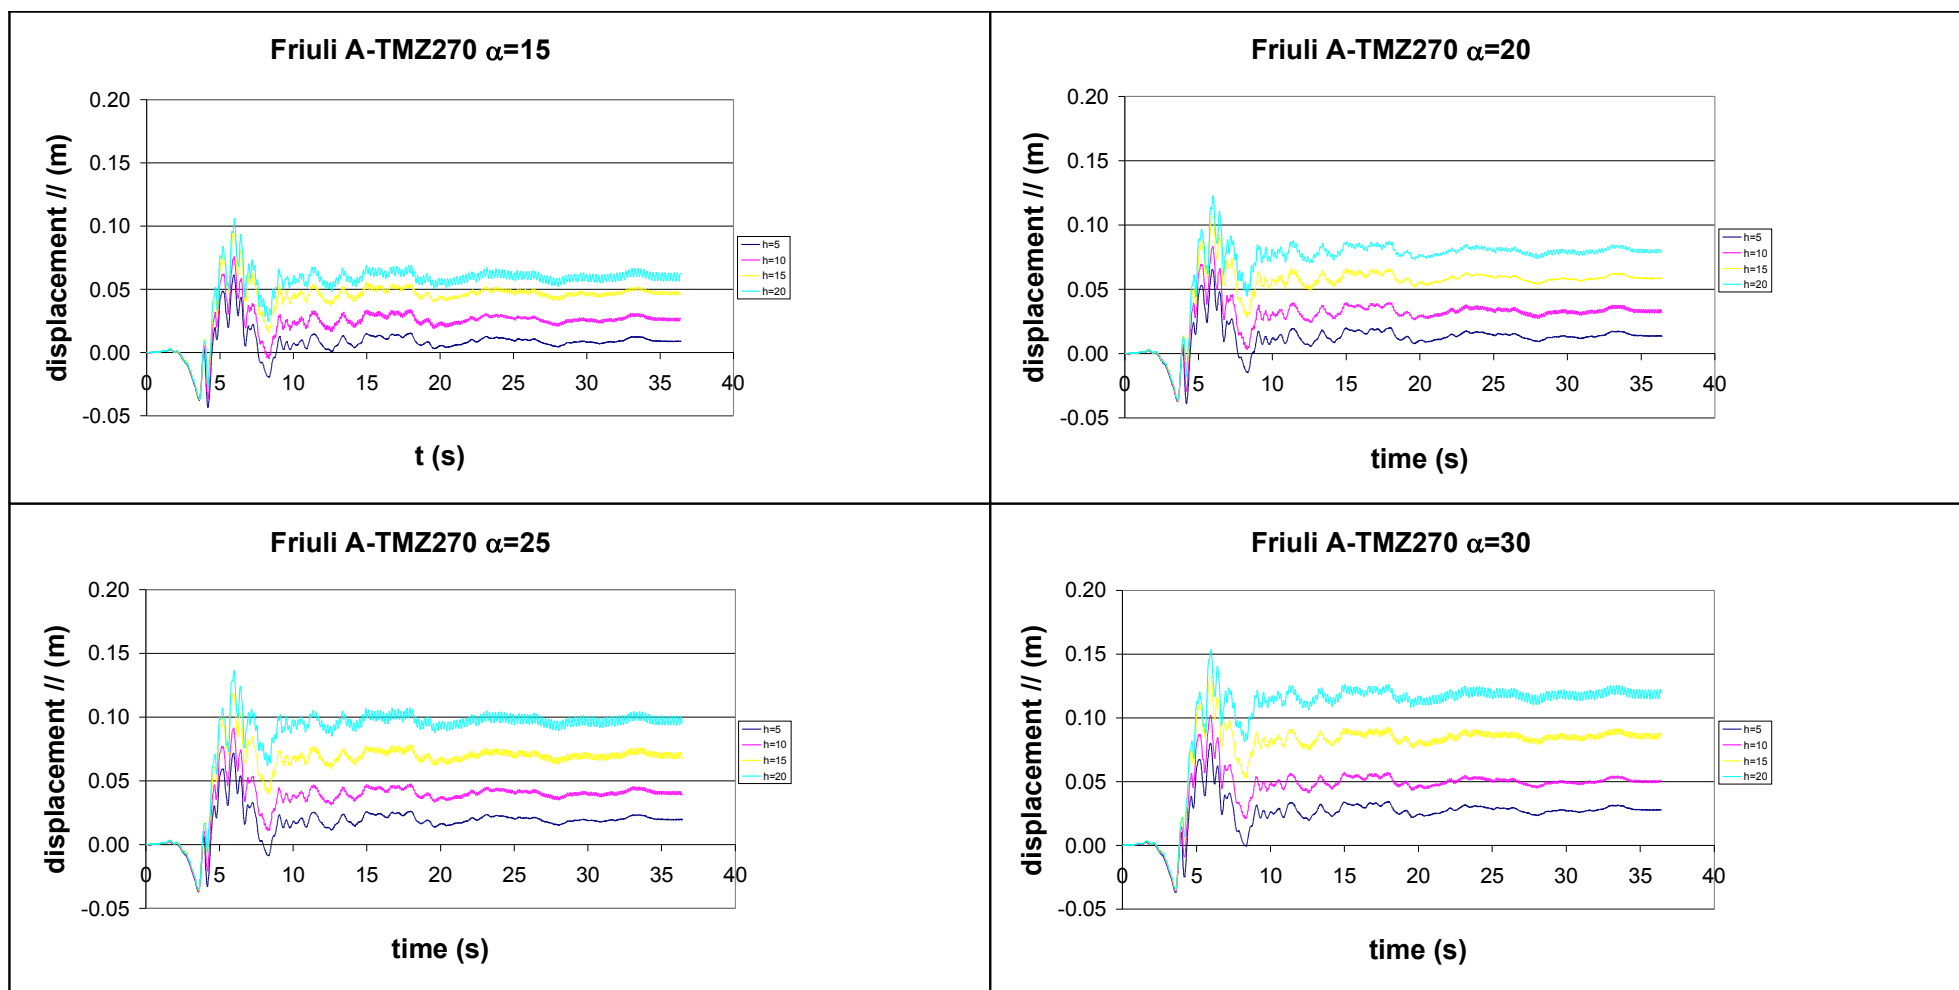 Friuli A-TMZ270 α=15
0.20
0.15
0.10
0.05
0.00
-0.05
0 5 10 15 20 25 30 35 40
displacement // (m)
t (s)
h=5
h=10
h=15
h=20
Friuli A-TMZ270 α=20
0.20
0.15
0.10
0.05
0.00
-0.05
0 5 10 15 20 25 30 35 40
displacement // (m)
time (s)
h=5
h=10
h=15
h=20
Friuli A-TMZ270 α=25
0.20
0.15
0.10
0.05
0.00
-0.05
0 5 10 15 20 25 30 35 40
displacement // (m)
time (s)
h=5
h=10
h=15
h=20
Friuli A-TMZ270 α=30
0.20
0.15
0.10
0.05
0.00
-0.05
0 5 10 15 20 25 30 35 40
displacement // (m)
time (s)
h=5
h=10
h=15
h=20